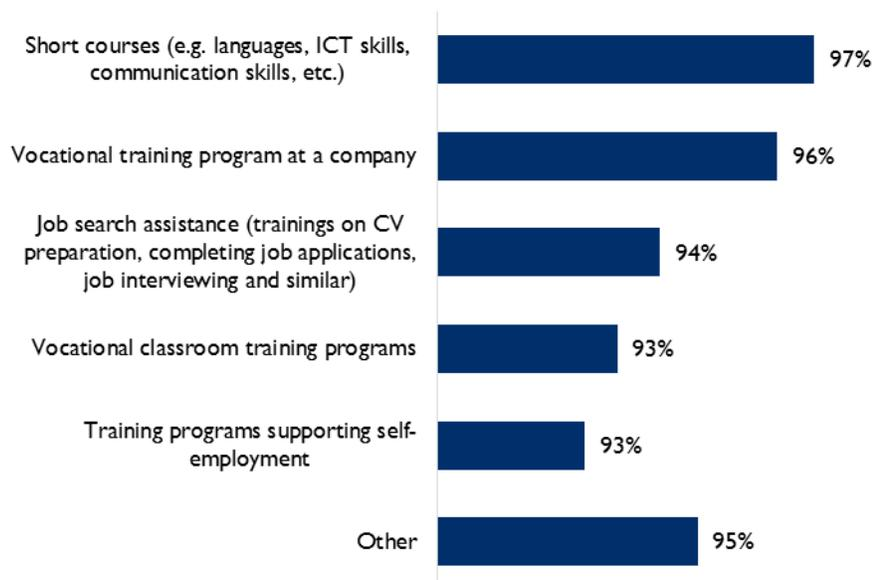 Short courses (e.g. languages, ICT skills,
communication skills, etc.)
97%
Vocational training program at a company
96%
Job search assistance (trainings on CV
preparation, completing job applications,
job interviewing and similar)
94%
Vocational classroom training programs
93%
Training programs supporting self-
employment
93%
Other
95%